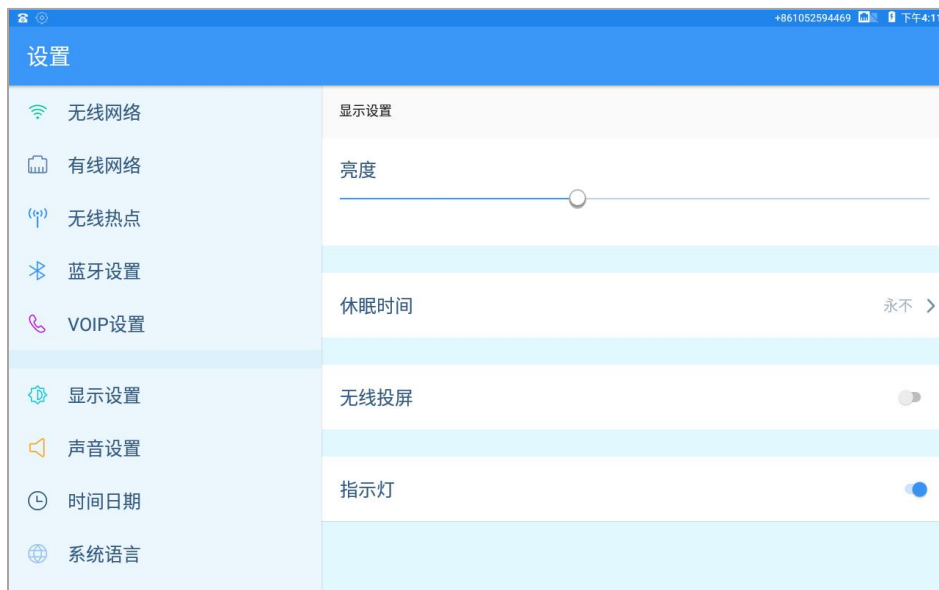 +861052594469 下午4:11
设置
无线网络
有线网络
无线热点
蓝牙设置
VOIP设置
显示设置
声音设置
时间日期
系统语言
显示设置
亮度
休眠时间 永不
无线投屏
指示灯